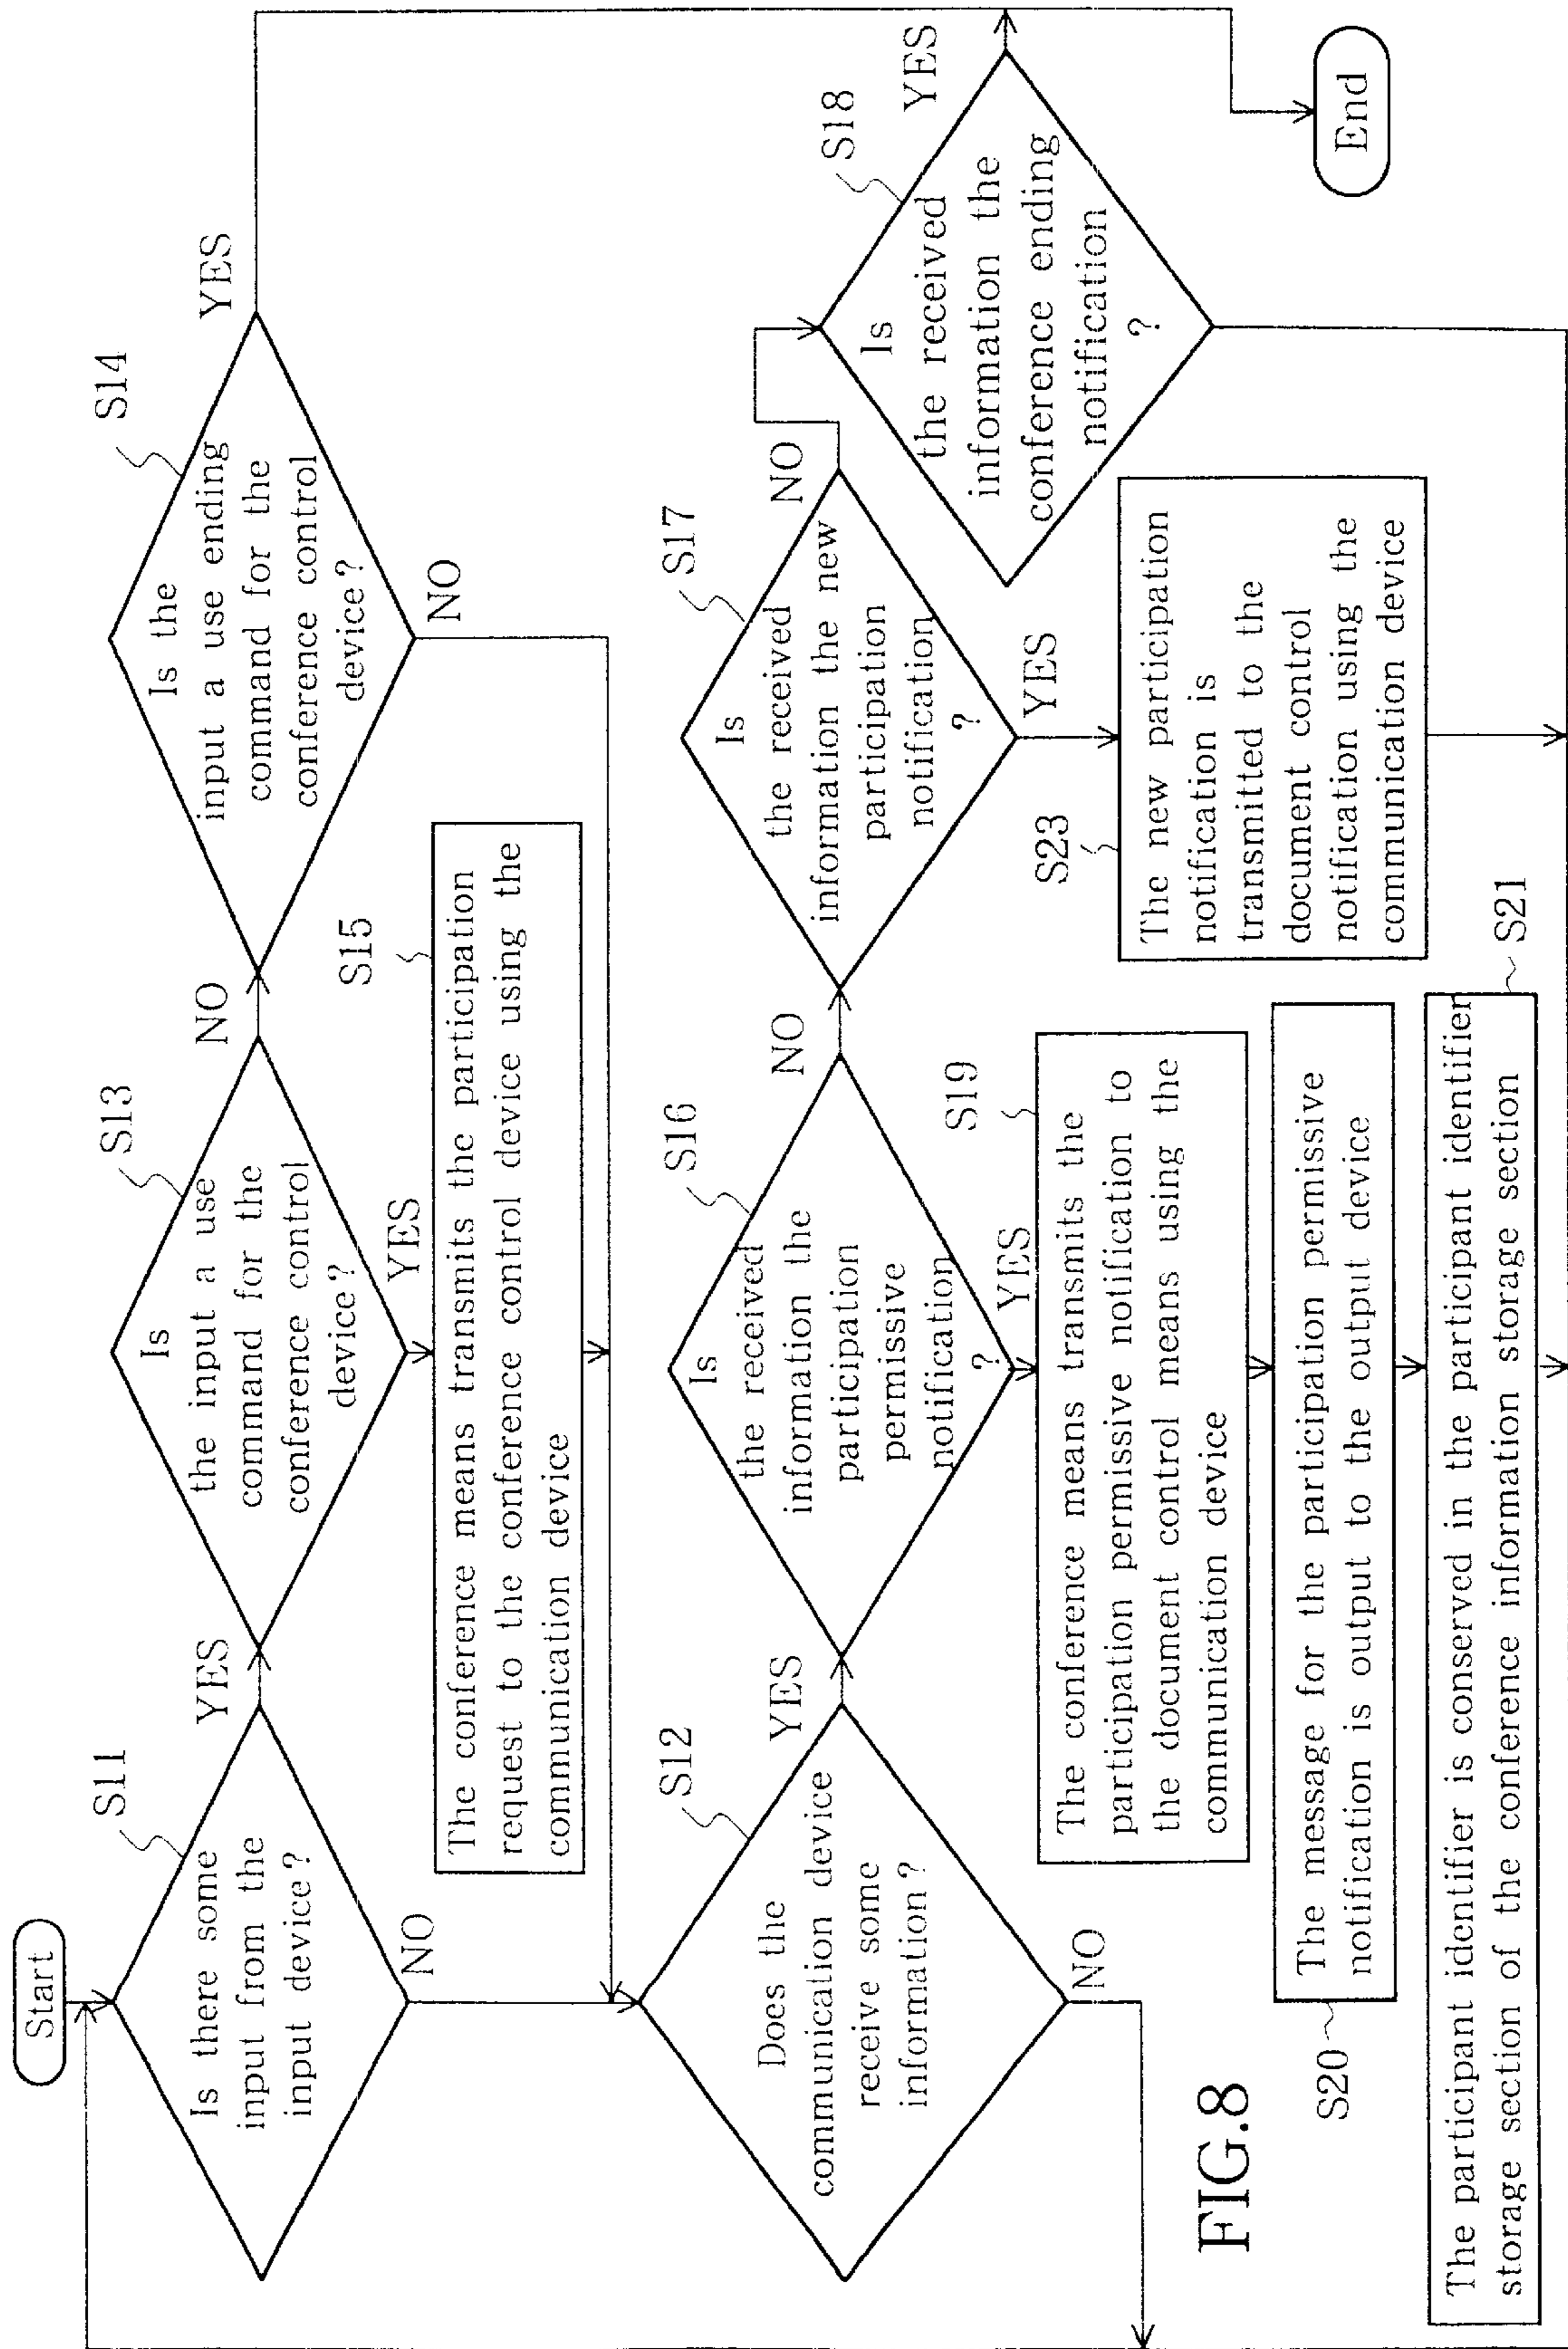 Start
S11
Is there some
input from the
input device?
YES
NO
S13
Is
the input a use
command for the
conference control
device?
NO
YES
S14
Is the
input a use ending
command for the
conference control
device?
YES
NO
S15
The conference means transmits the participation
request to the conference control device using the
communication device
S12
Does the
communication device
receive some
information?
YES
NO
S16
Is
the received
information the
participation
permissive
notification
?
NO
YES
S17
Is
the received
information the new
participation
notification
?
NO
YES
S18
Is
the received
information the
conference ending
notification
?
YES
S19
The conference means transmits the
participation permissive notification to
the document control means using the
communication device
S23
The new participation
notification is
transmitted to the
document control
notification using the
communication device
End
S20
The message for the participation permissive
notification is output to the output device
S21
The participant identifier is conserved in the participant identifier
storage section of the conference information storage section
FIG.8